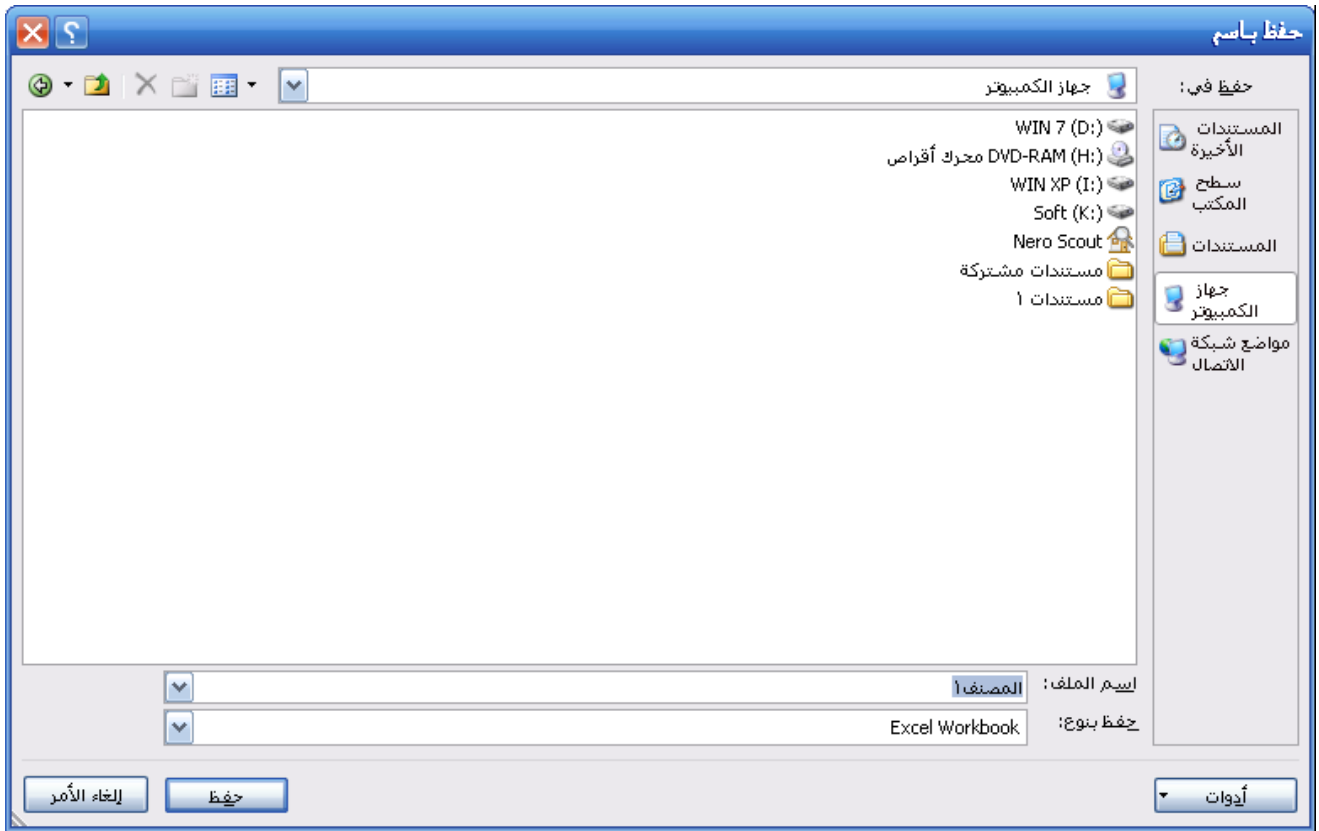 حفظ باسم
حفظ في:
جهاز الكمبيوتر
المستندات
الأخيرة
سطح
المكتب
المستندات
جهاز
الكمبيوتر
مواضع شبكة
الاتصال
WIN 7 (D:)
محرك أقراص DVD-RAM (H:)
WIN XP (I:)
Soft (K:)
Nero Scout
مستندات مشتركة
مستندات ١
اسم الملف:
المصنف١
حفظ بنوع:
Excel Workbook
أدوات
حفظ
إلغاء الأمر